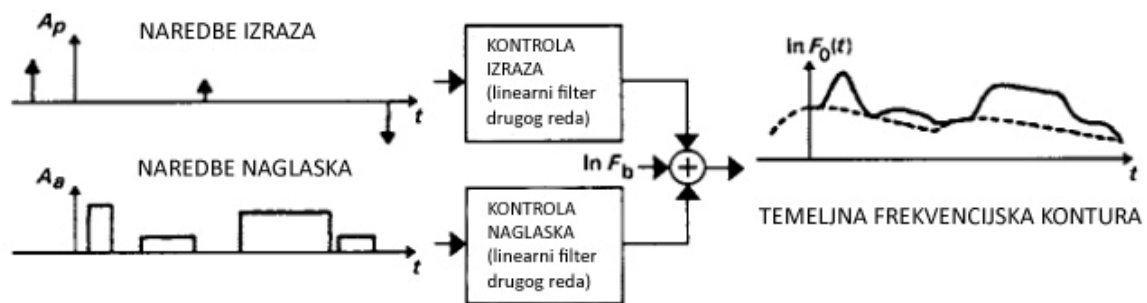 Ap
NAREDBE IZRAZA
t
KONTROLA
IZRAZA
(linearni filter
drugog reda)
ln F0(t)
t
ln Fb
+
NAREDBE NAGLASKA
Aa
t
KONTROLA
NAGLASKA
(linearni filter
drugog reda)
TEMELJNA FREKVENCIJSKA KONTURA